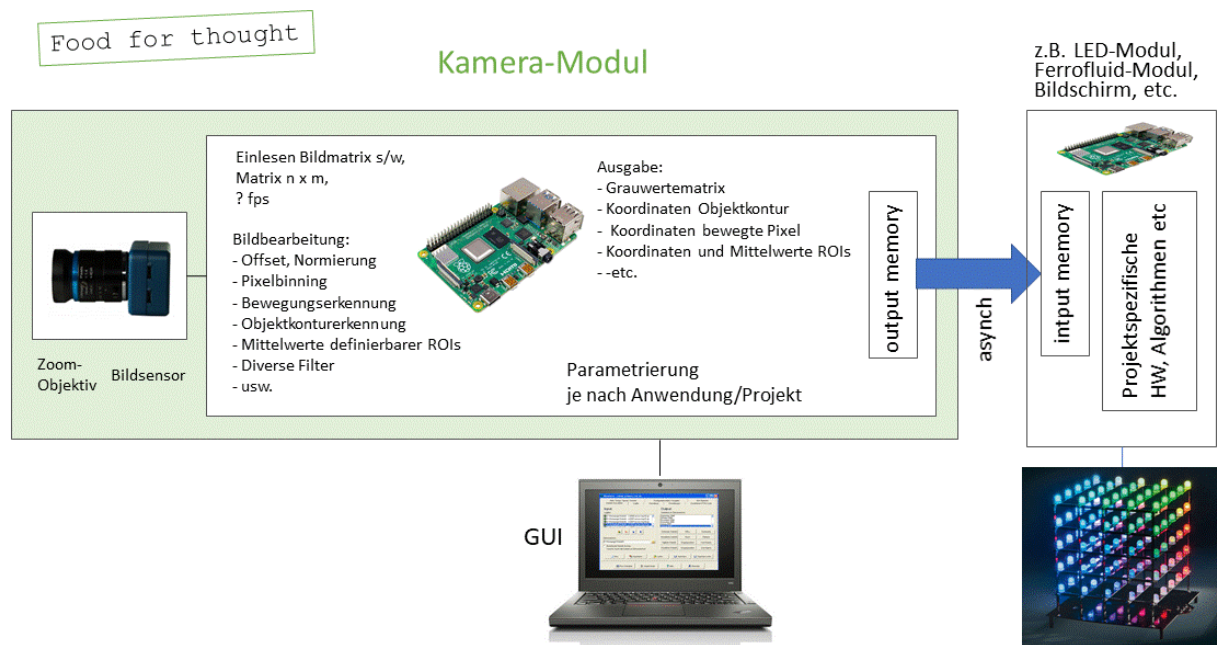 Food for thought
Kamera-Modul
z.B. LED-Modul,
Ferrofluid-Modul,
Bildschirm, etc.
Einlesen Bildmatrix s/w,
Matrix n x m,
? fps
Bildbearbeitung:
- Offset, Normierung
- Pixelbinning
- Bewegungserkennung
- Objektkonturerkennung
- Mittelwerte definierbarer ROIs
- Diverse Filter
- usw.
Ausgabe:
- Grauwertematrix
- Koordinaten Objektkontur
- Koordinaten bewegte Pixel
- Koordinaten und Mittelwerte ROIs
- -etc.
Parametrierung
je nach Anwendung/Projekt
output memory
asynch
intput memory
Projektspezifische
HW, Algorithmen etc
Zoom-
Objektiv
Bildsensor
GUI